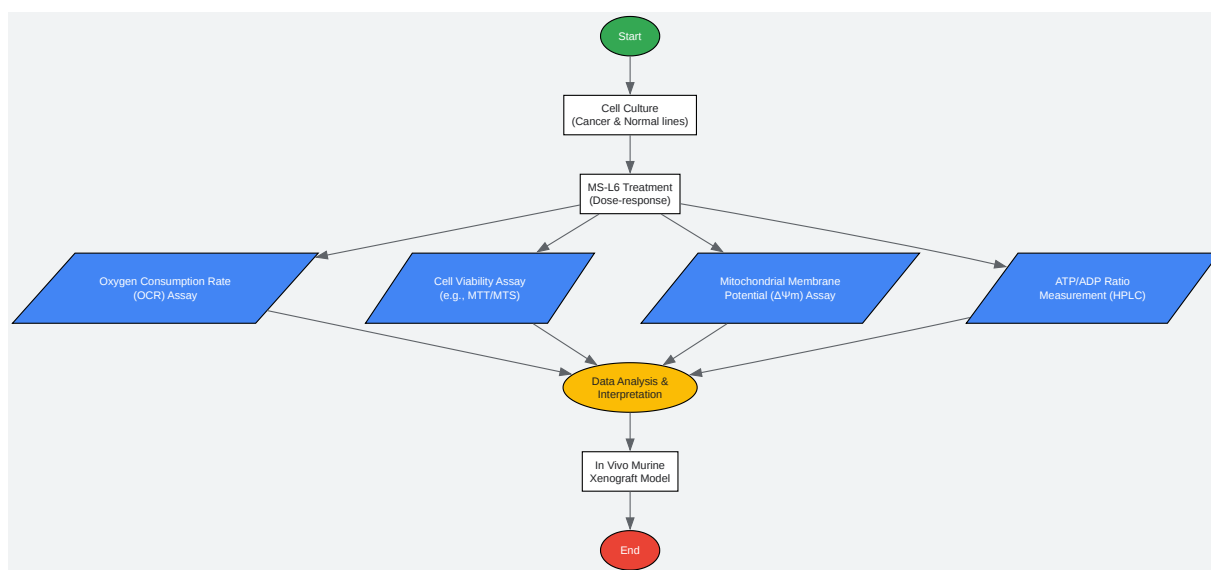 Start
Cell Culture
(Cancer & Normal lines)
MS-L6 Treatment
(Dose-response)
Oxygen Consumption Rate
(OCR) Assay
Cell Viability Assay
(e.g., MTT/MTS)
Mitochondrial Membrane
Potential (ΔΨm) Assay
ATP/ADP Ratio
Measurement (HPLC)
Data Analysis &
Interpretation
In Vivo Murine
Xenograft Model
End